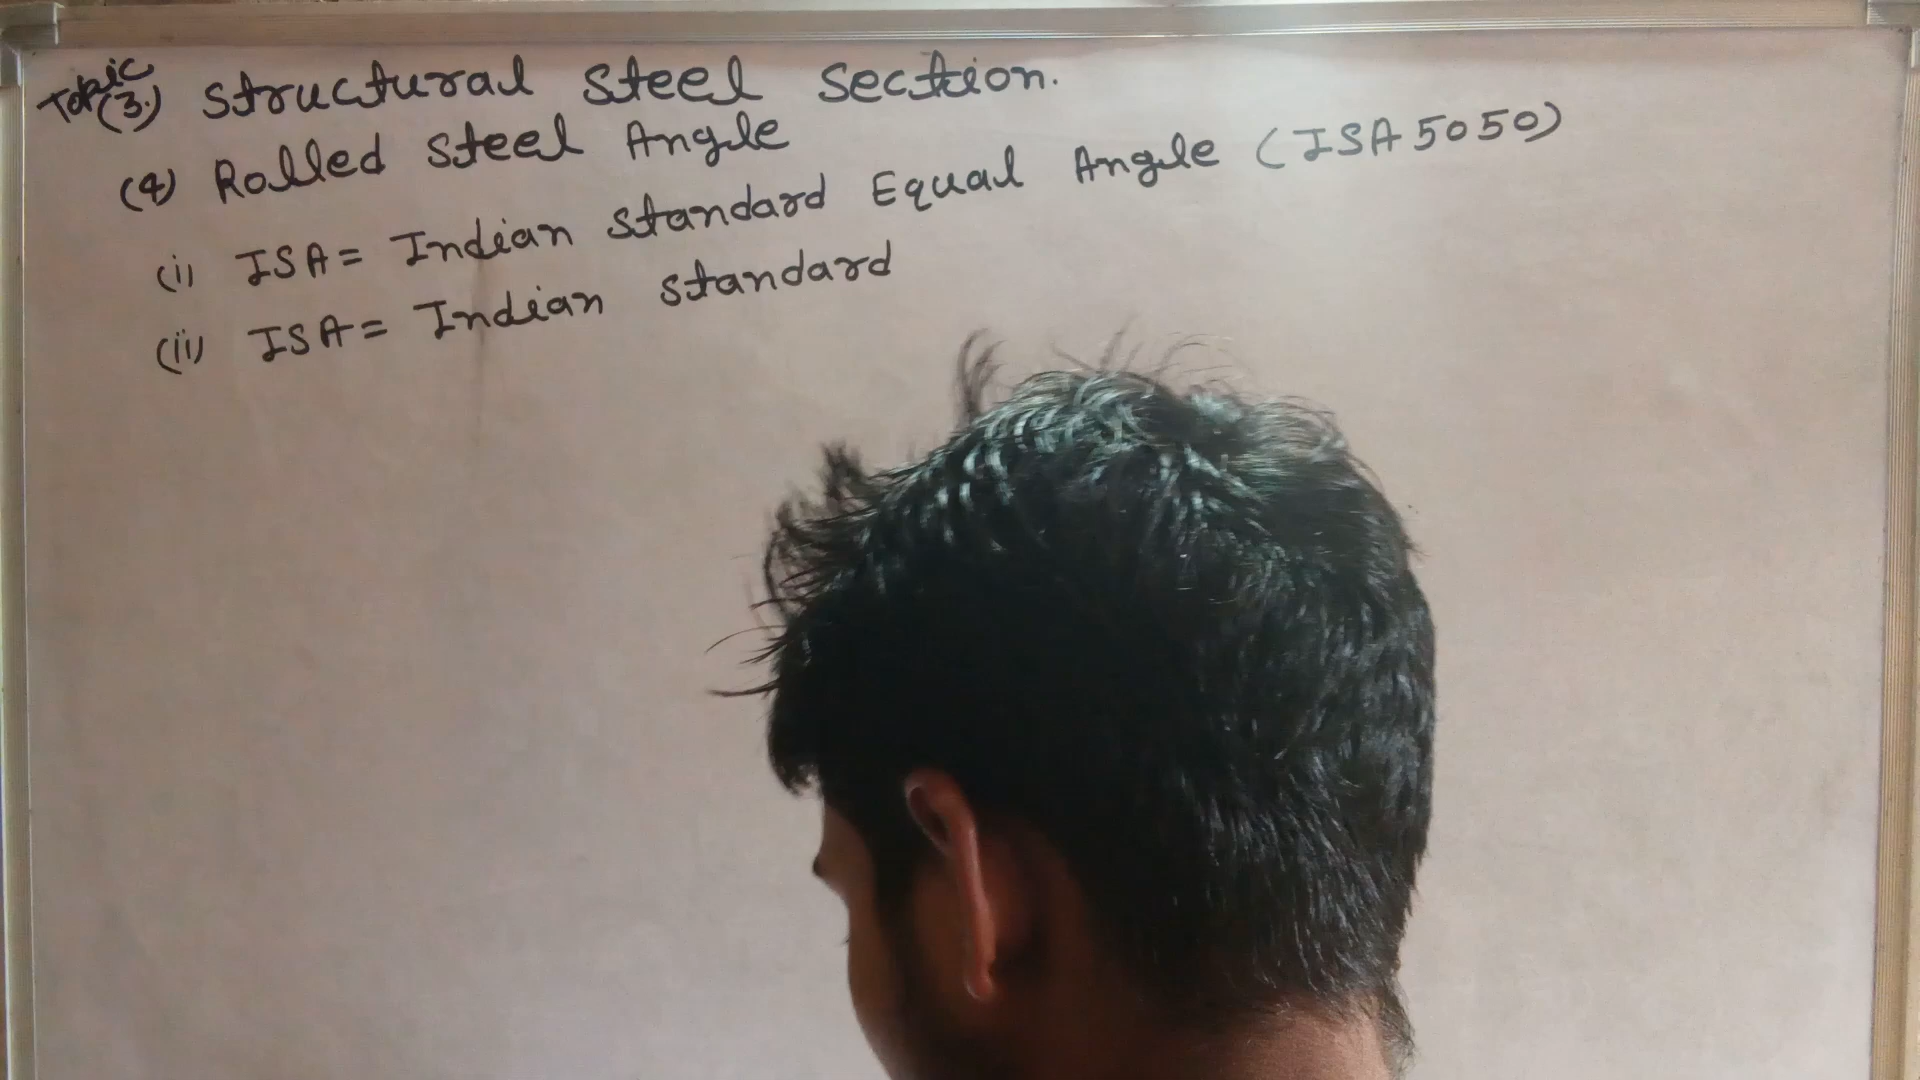 Topic (3.) Structural Steel Section.
(4) Rolled Steel Angle
(i) ISA = Indian Standard Equal Angle (ISA 5050)
(ii) ISA = Indian Standard